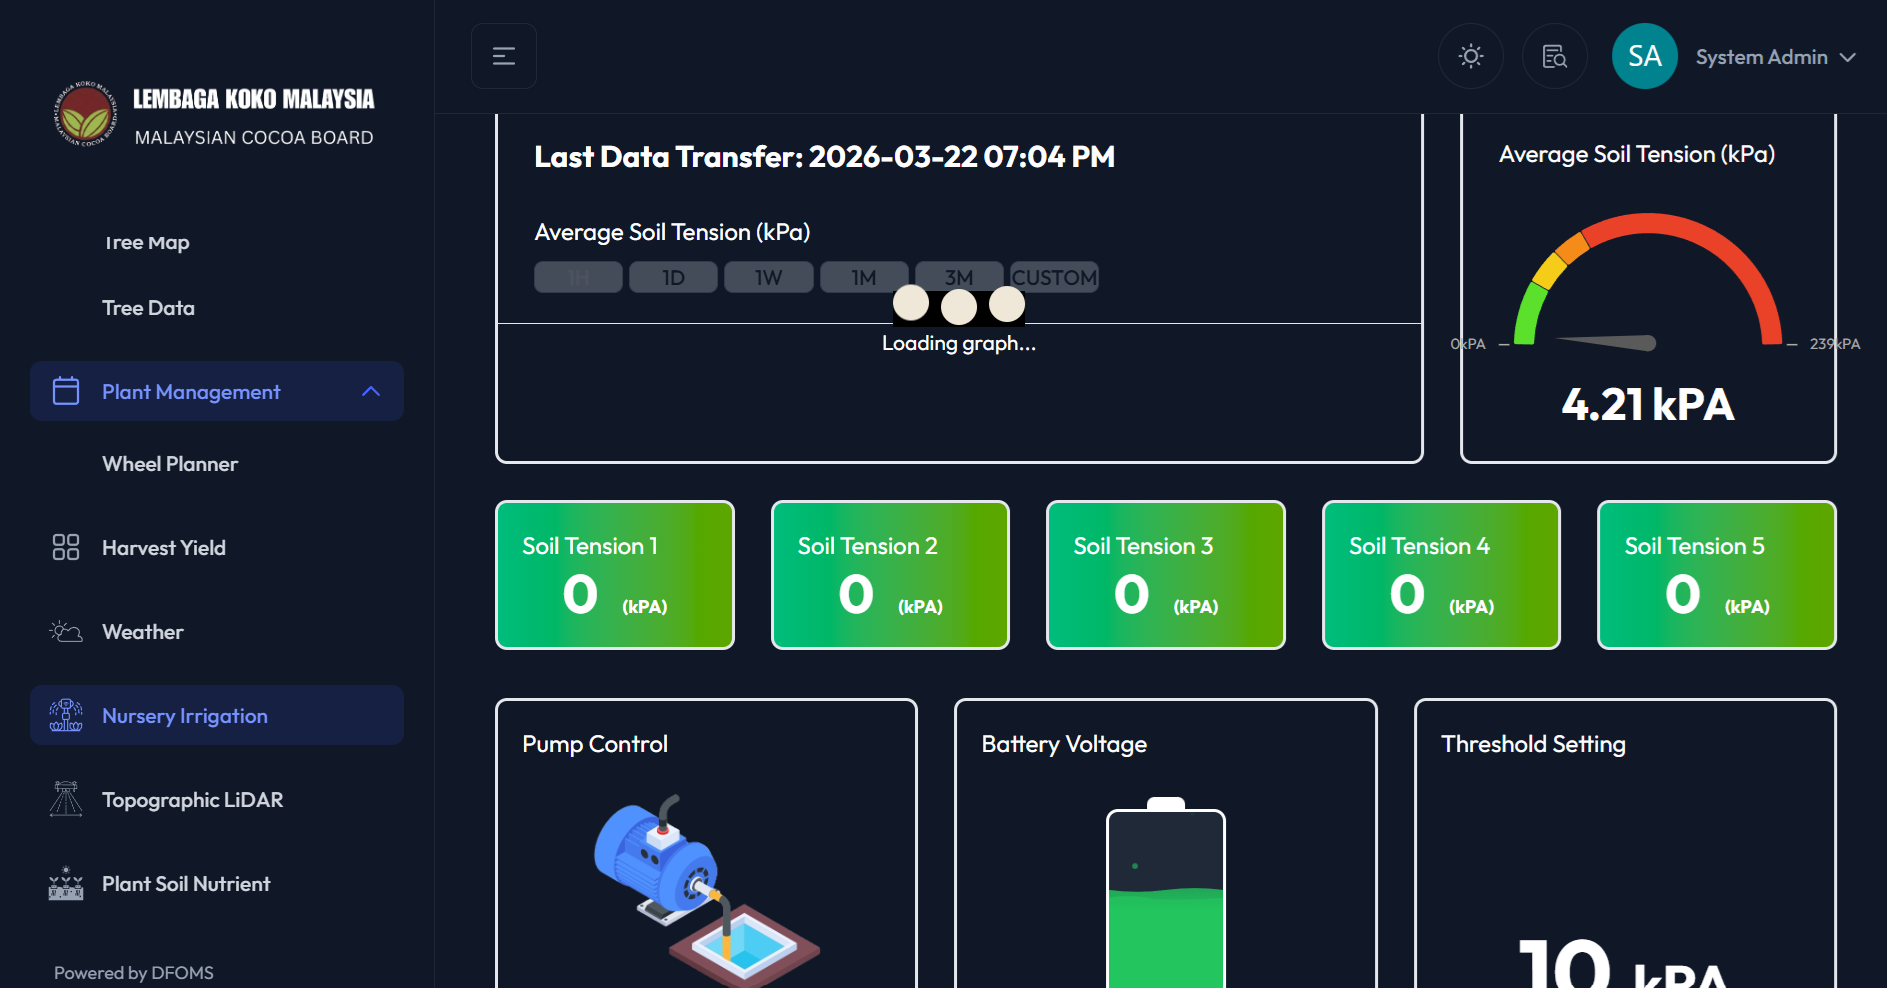 LEMBAGA KOKO MALAYSIA
MALAYSIAN COCOA BOARD
Tree Map
Tree Data
Plant Management
Wheel Planner
Harvest Yield
Weather
Nursery Irrigation
Topographic LiDAR
Plant Soil Nutrient
Powered by DFOMS
SA
System Admin
Last Data Transfer: 2026-03-22 07:04 PM
Average Soil Tension (kPa)
1H 1D 1W 1M 3M CUSTOM
Loading graph...
Average Soil Tension (kPa)
0kPA
239kPA
4.21 kPA
Soil Tension 1
0 (kPA)
Soil Tension 2
0 (kPA)
Soil Tension 3
0 (kPA)
Soil Tension 4
0 (kPA)
Soil Tension 5
0 (kPA)
Pump Control
Battery Voltage
Threshold Setting
10 kPA